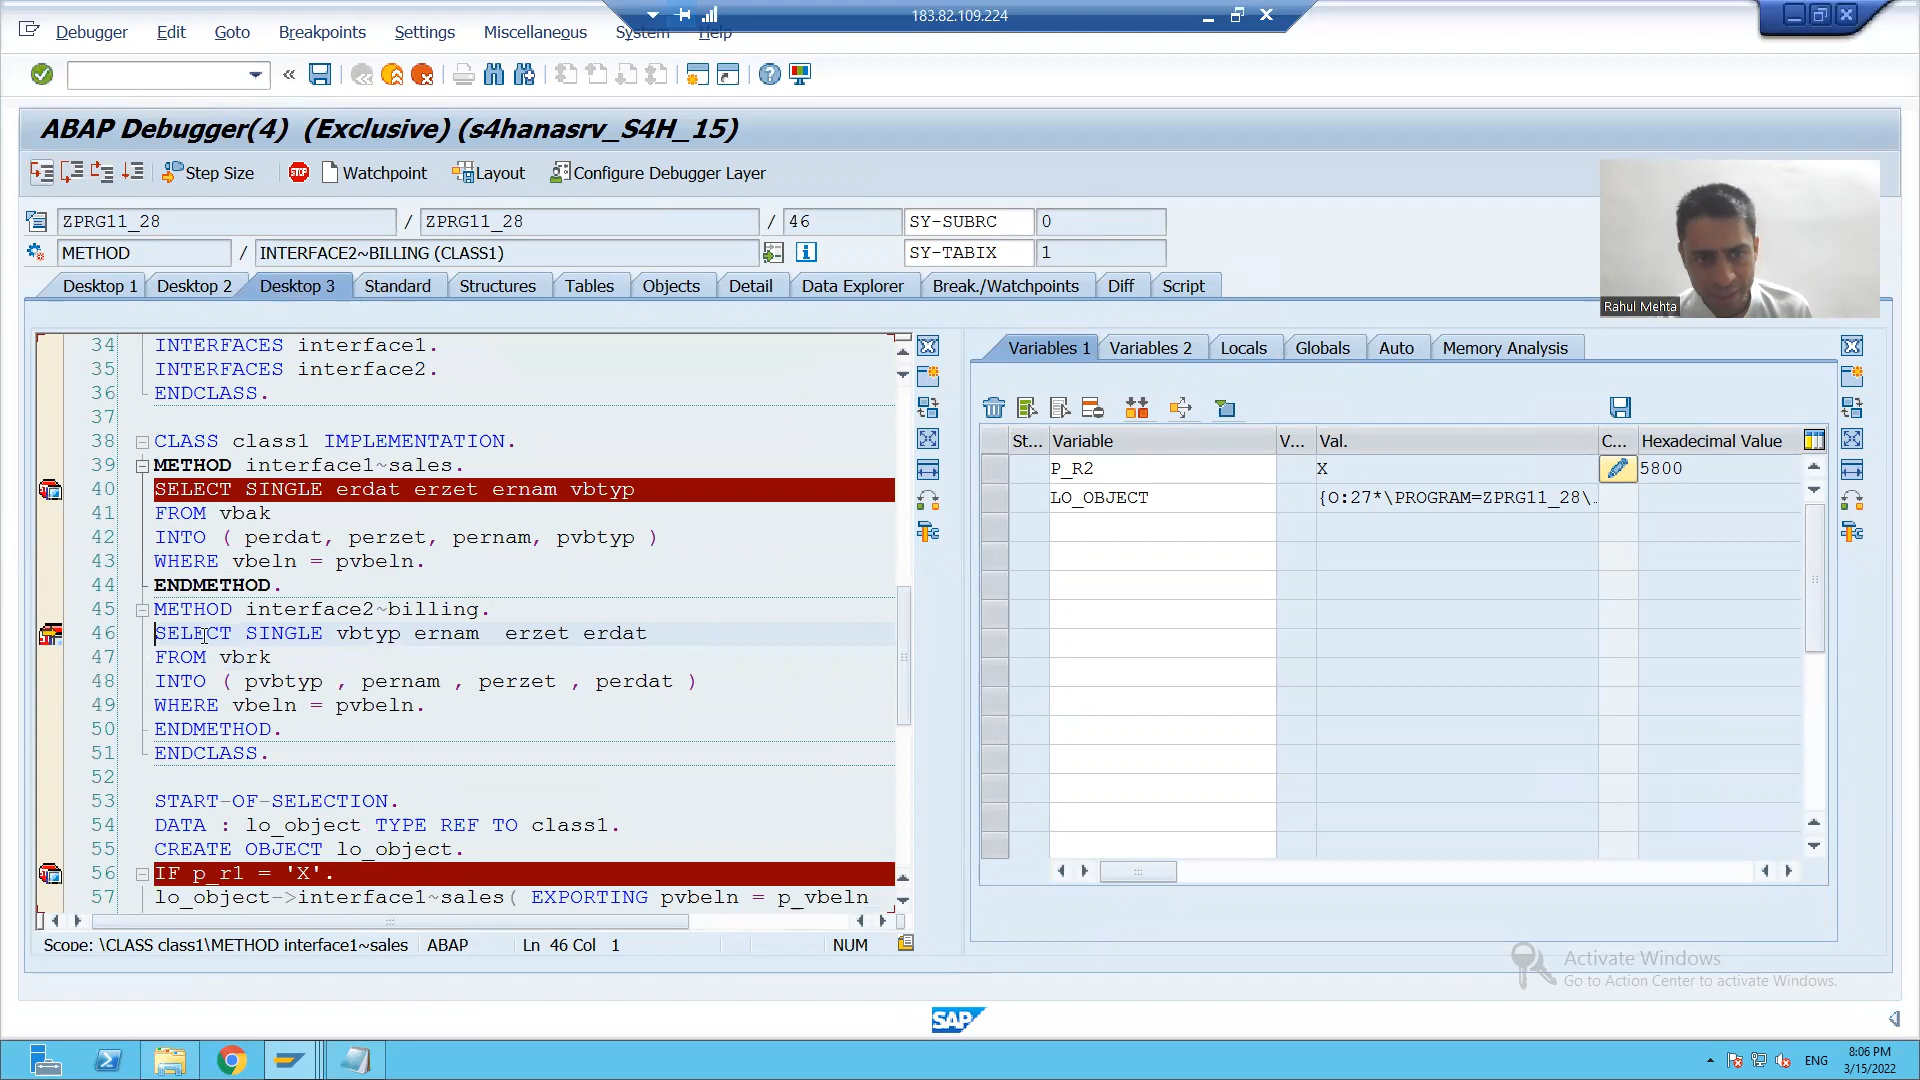 183.82.109.224
Debugger Edit Goto Breakpoints Settings Miscellaneous System Help
ABAP Debugger(4) (Exclusive) (s4hanasrv_S4H_15)
Step Size Watchpoint Layout Configure Debugger Layer
ZPRG11_28 / ZPRG11_28 / 46 SY-SUBRC 0
METHOD / INTERFACE2~BILLING (CLASS1) SY-TABIX 1
Rahul Mehta
Desktop 1 Desktop 2 Desktop 3 Standard Structures Tables Objects Detail Data Explorer Break./Watchpoints Diff Script
34 INTERFACES interface1.
35 INTERFACES interface2.
36 ENDCLASS.
37
38 CLASS class1 IMPLEMENTATION.
39 METHOD interface1~sales.
40 SELECT SINGLE erdat erzet ernam vbtyp
41 FROM vbak
42 INTO ( perdat, perzet, pernam, pvbtyp )
43 WHERE vbeln = pvbeln.
44 ENDMETHOD.
45 METHOD interface2~billing.
46 SELECT SINGLE vbtyp ernam erzet erdat
47 FROM vbrk
48 INTO ( pvbtyp , pernam , perzet , perdat )
49 WHERE vbeln = pvbeln.
50 ENDMETHOD.
51 ENDCLASS.
52
53 START-OF-SELECTION.
54 DATA : lo_object TYPE REF TO class1.
55 CREATE OBJECT lo_object.
56 IF p_r1 = 'X'.
57 lo_object->interface1~sales( EXPORTING pvbeln = p_vbeln
Scope: \CLASS class1\METHOD interface1~sales ABAP Ln 46 Col 1 NUM
Variables 1 Variables 2 Locals Globals Auto Memory Analysis
St... Variable V... Val. C... Hexadecimal Value
P_R2 X 5800
LO_OBJECT {O:27*\PROGRAM=ZPRG11_28\..
Activate Windows
Go to Action Center to activate Windows.
SAP
ENG
8:06 PM
3/15/2022